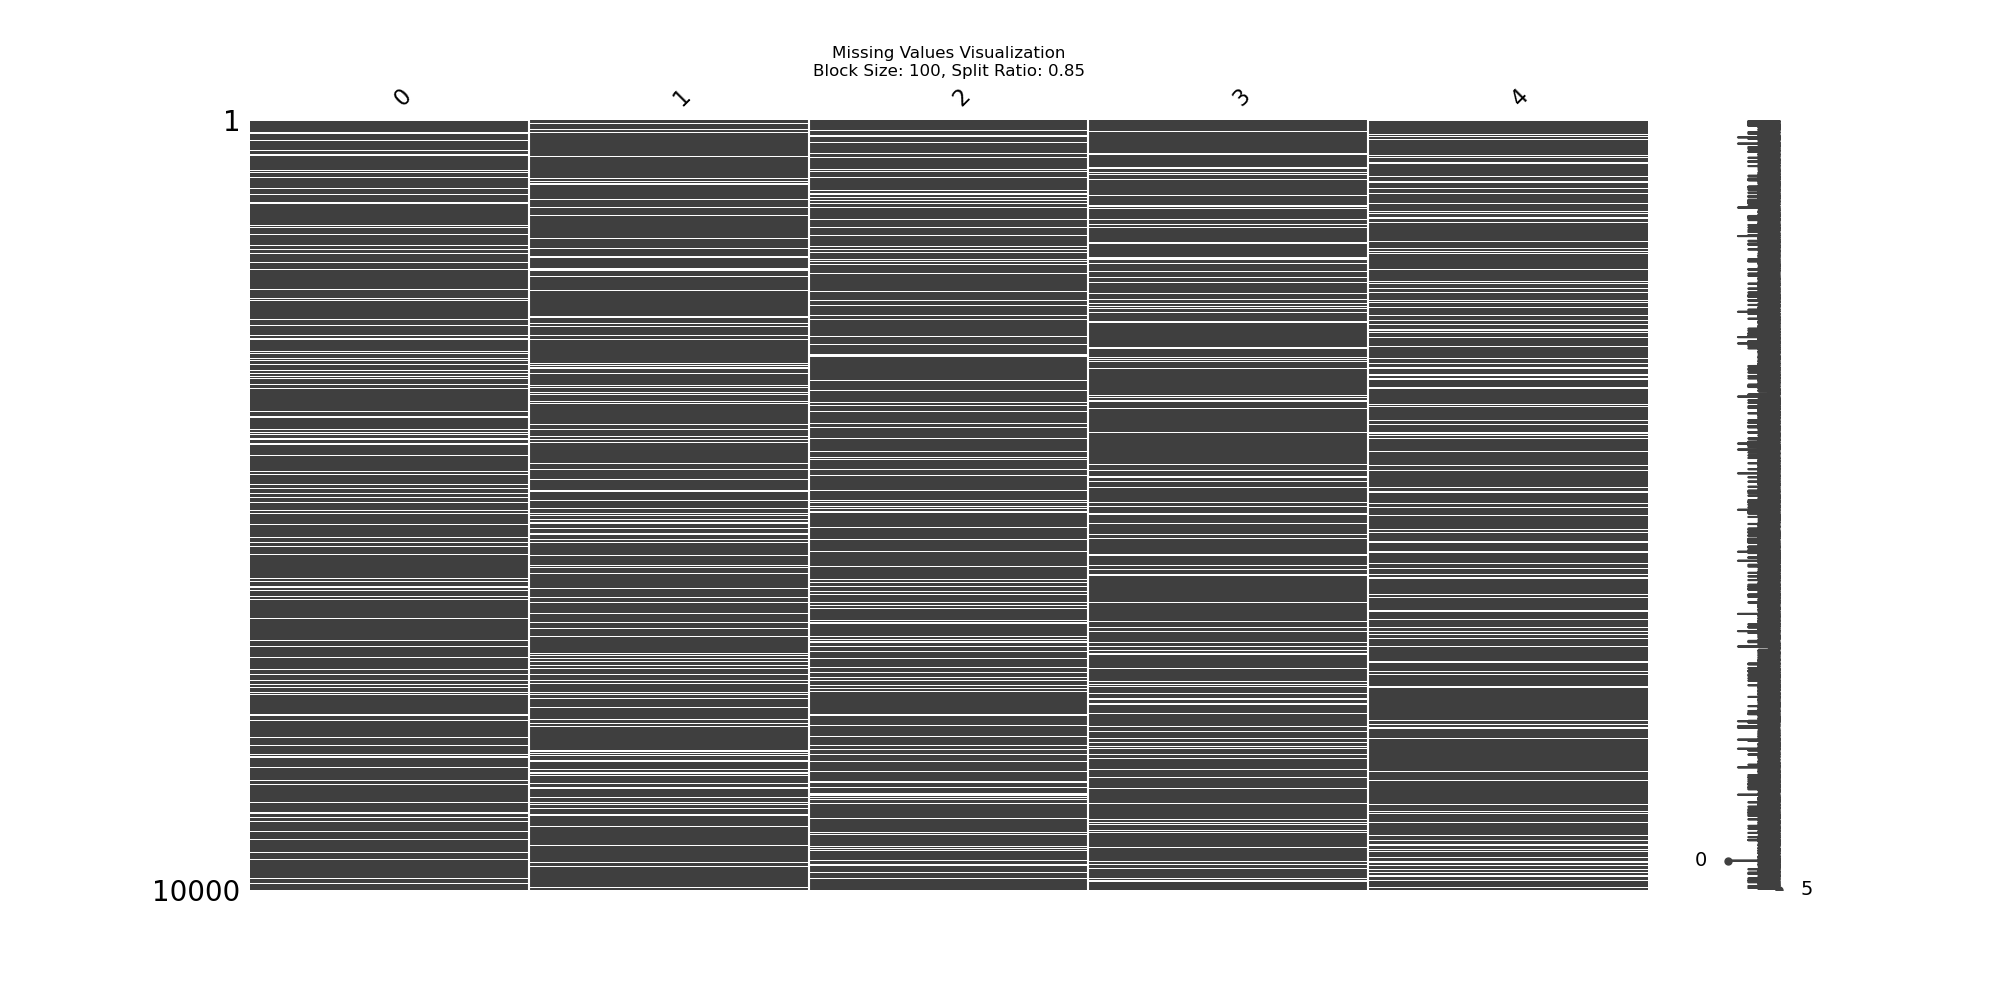 Missing Values Visualization
Block Size: 100, Split Ratio: 0.85
0 1 2 3 4
1
10000
0
5